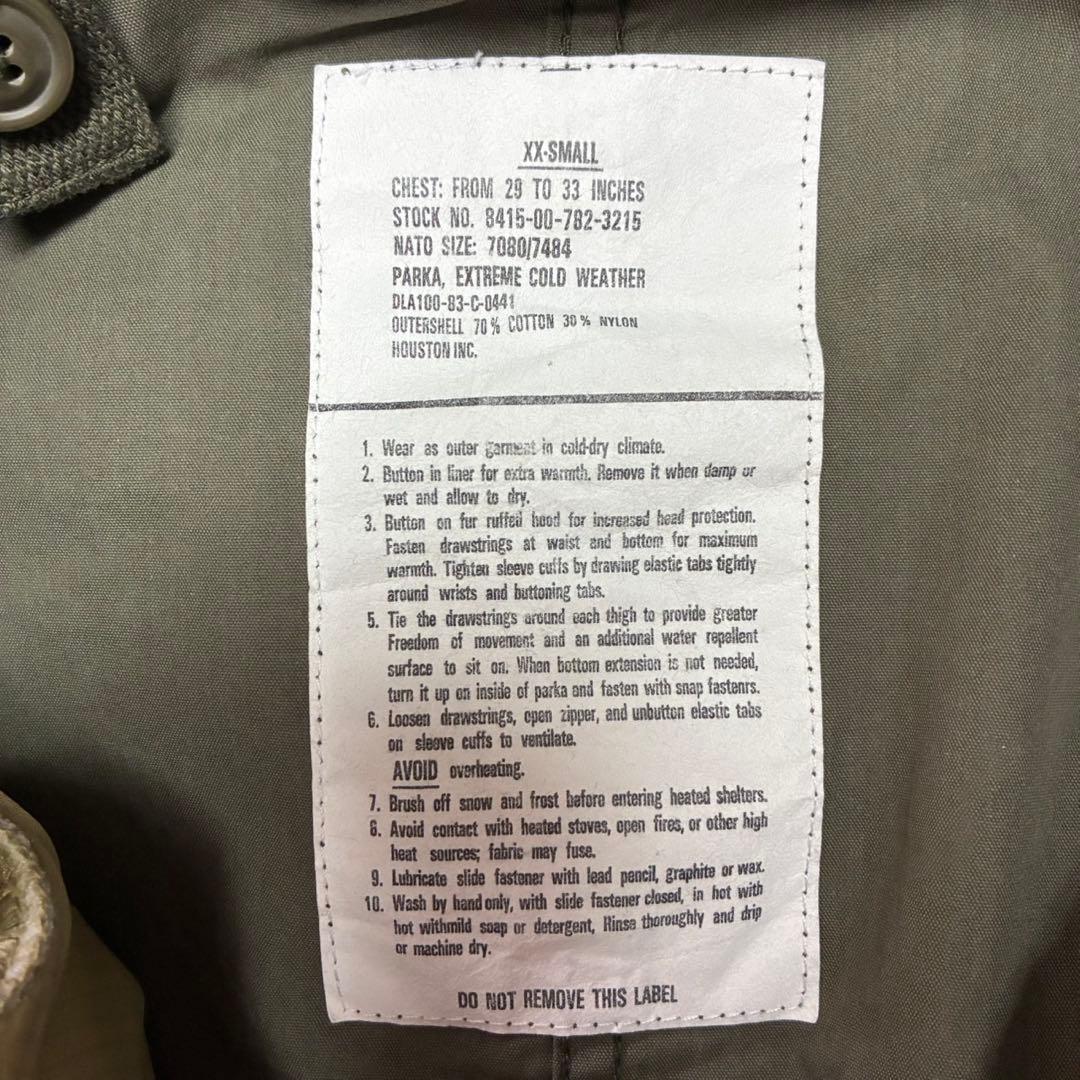 XX-SMALL
CHEST: FROM 29 TO 33 INCHES
STOCK NO. 8415-00-782-3215
NATO SIZE: 7080/7484
PARKA, EXTREME COLD WEATHER
DLA100-83-C-0441
OUTERSHELL 70% COTTON 30% NYLON
HOUSTON INC.
1. Wear as outer garment in cold-dry climate.
2. Button in liner for extra warmth. Remove it when damp or
wet and allow to dry.
3. Button on fur ruffed hood for increased head protection.
Fasten drawstrings at waist and bottom for maximum
warmth. Tighten sleeve cuffs by drawing elastic tabs tightly
around wrists and buttoning tabs.
5. Tie the drawstrings around each thigh to provide greater
Freedom of movement and an additional water repellent
surface to sit on. When bottom extension is not needed,
turn it up on inside of parka and fasten with snap fastenrs.
6. Loosen drawstrings, open zipper, and unbutton elastic tabs
on sleeve cuffs to ventilate.
AVOID overheating.
7. Brush off snow and frost before entering heated shelters.
8. Avoid contact with heated stoves, open fires, or other high
heat sources; fabric may fuse.
9. Lubricate slide fastener with lead pencil, graphite or wax.
10. Wash by hand only, with slide fastener closed, in hot with
hot withmild soap or detergent, Rinse thoroughly and drip
or machine dry.
DO NOT REMOVE THIS LABEL